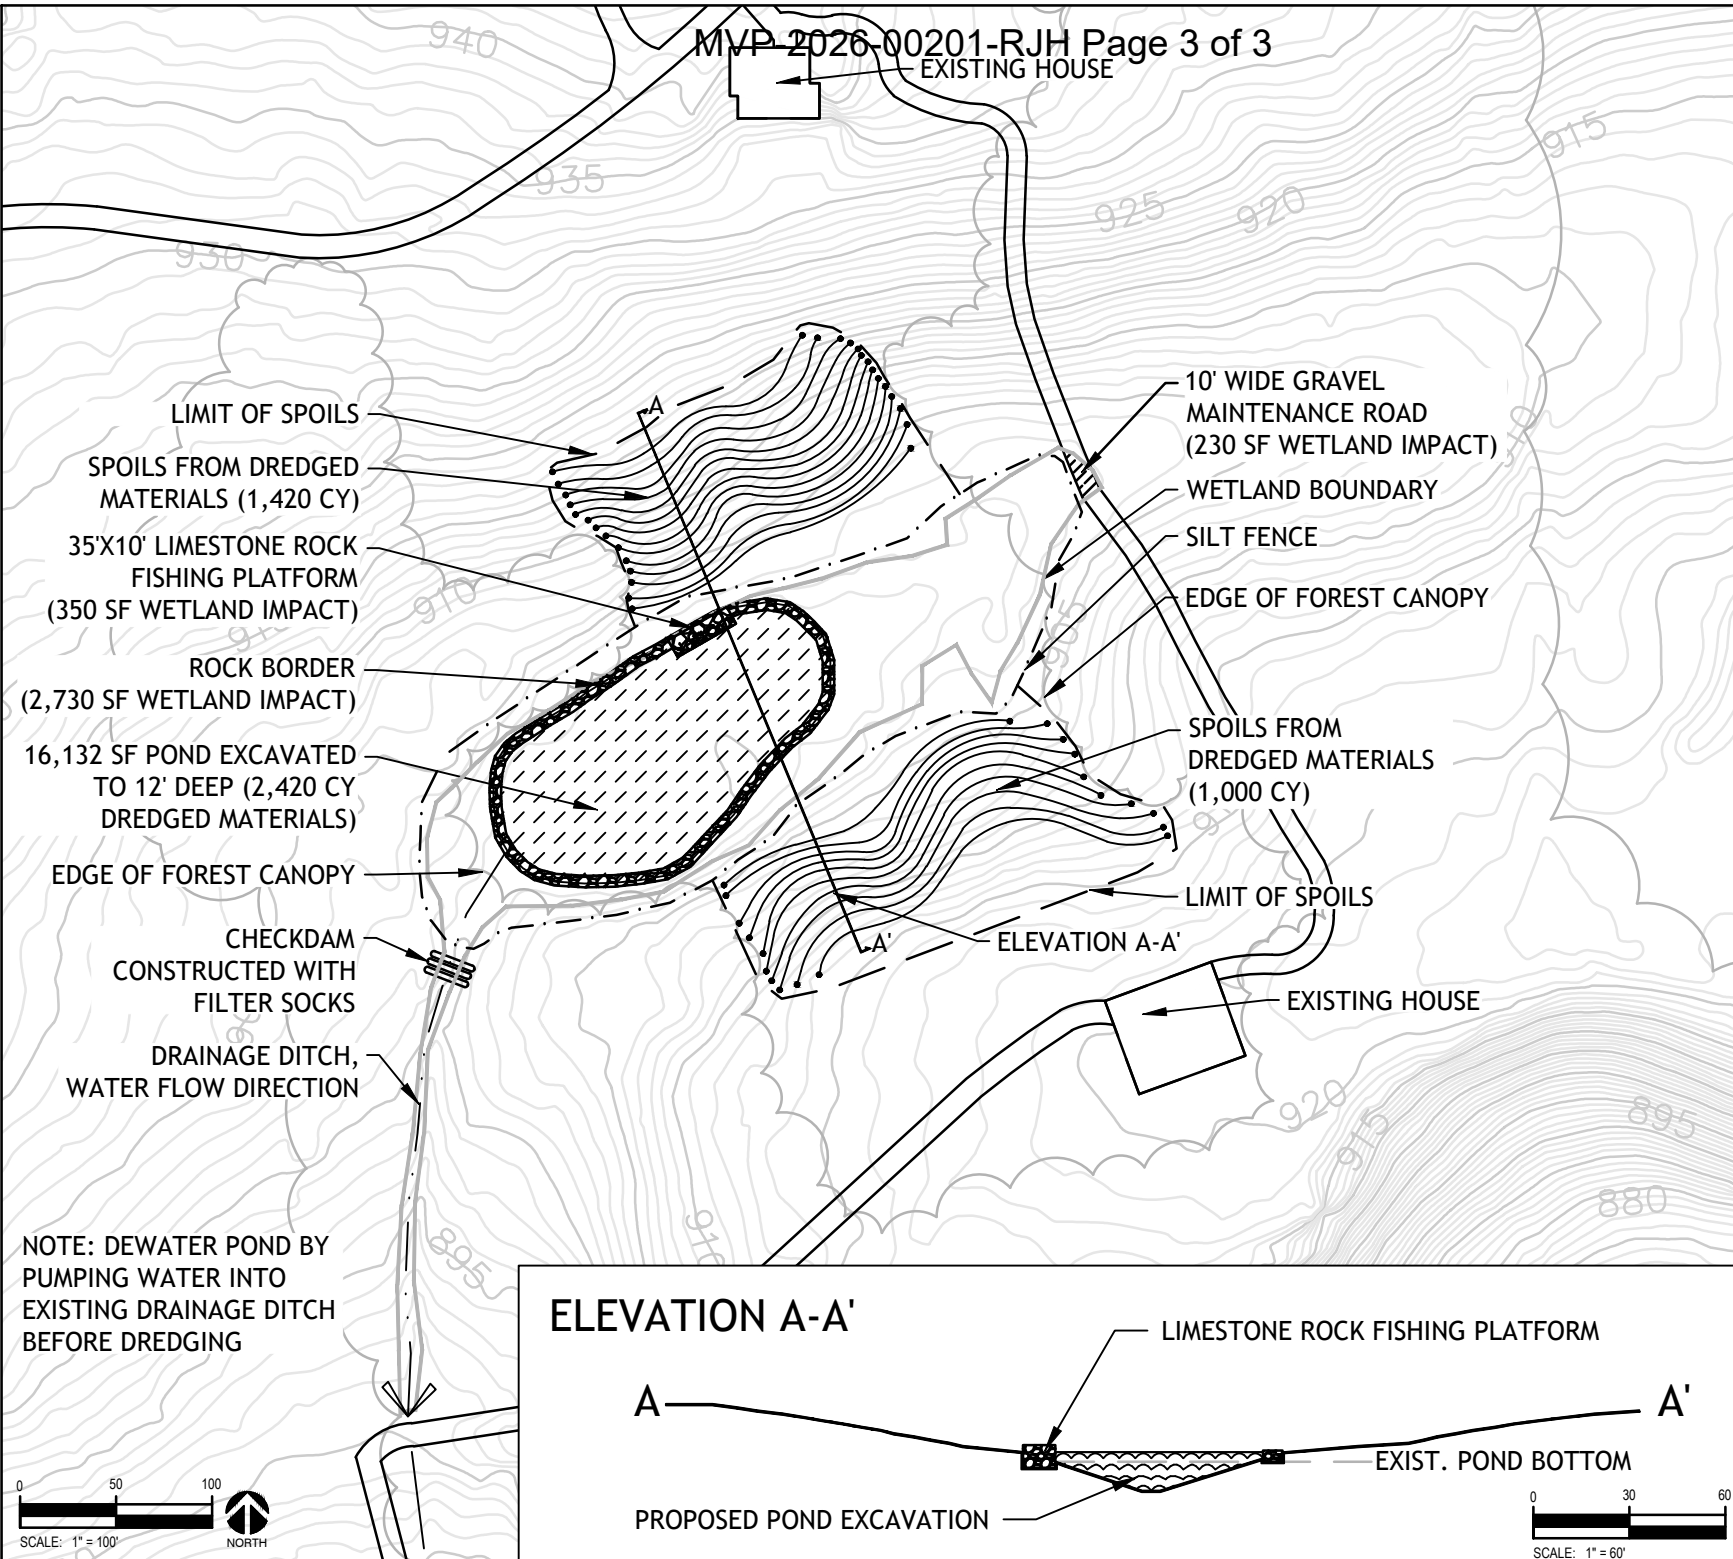 MVP-2026-00201-RJH Page 3 of 3
EXISTING HOUSE
940
935
930
925
920
915
910
LIMIT OF SPOILS
SPOILS FROM DREDGED
MATERIALS (1,420 CY)
35'X10' LIMESTONE ROCK
FISHING PLATFORM
(350 SF WETLAND IMPACT)
ROCK BORDER
(2,730 SF WETLAND IMPACT)
16,132 SF POND EXCAVATED
TO 12' DEEP (2,420 CY
DREDGED MATERIALS)
EDGE OF FOREST CANOPY
CHECKDAM
CONSTRUCTED WITH
FILTER SOCKS
DRAINAGE DITCH,
WATER FLOW DIRECTION
A
A'
10' WIDE GRAVEL
MAINTENANCE ROAD
(230 SF WETLAND IMPACT)
WETLAND BOUNDARY
SILT FENCE
EDGE OF FOREST CANOPY
905
SPOILS FROM
DREDGED MATERIALS
(1,000 CY)
LIMIT OF SPOILS
ELEVATION A-A'
EXISTING HOUSE
920
915
895
880
910
895
NOTE: DEWATER POND BY
PUMPING WATER INTO
EXISTING DRAINAGE DITCH
BEFORE DREDGING
0 50 100
SCALE: 1" = 100'
NORTH
ELEVATION A-A'
LIMESTONE ROCK FISHING PLATFORM
A
A'
EXIST. POND BOTTOM
PROPOSED POND EXCAVATION
0 30 60
SCALE: 1" = 60'